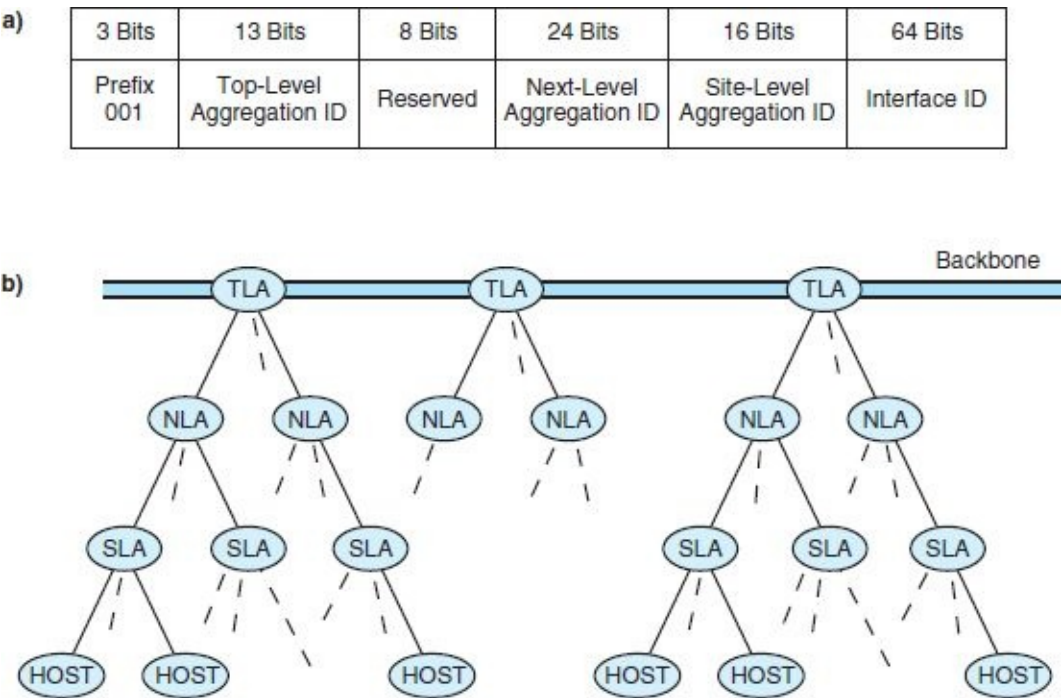 a)
3 Bits 13 Bits 8 Bits 24 Bits 16 Bits 64 Bits
Prefix 001 Top-Level Aggregation ID Reserved Next-Level Aggregation ID Site-Level Aggregation ID Interface ID
Backbone
b)
TLA TLA TLA
NLA NLA NLA NLA NLA NLA
SLA SLA SLA SLA SLA SLA
HOST HOST HOST HOST HOST HOST